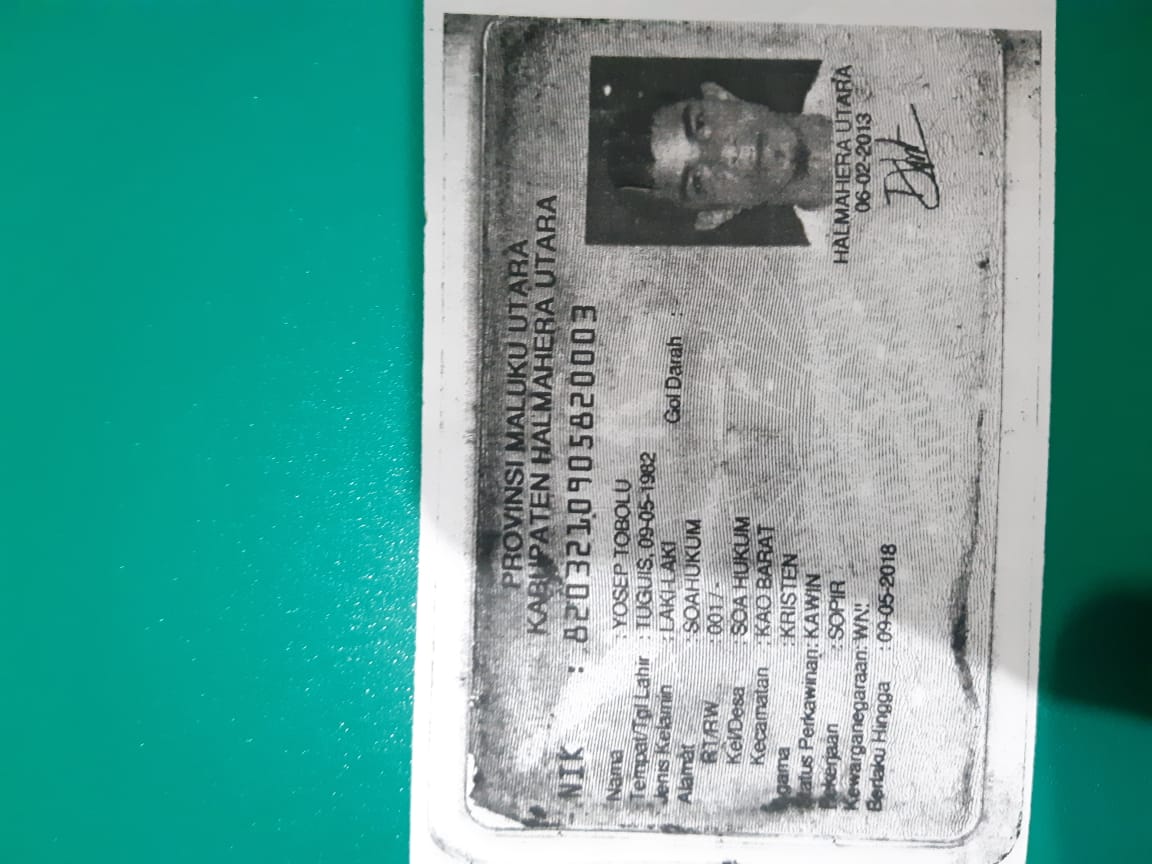 PROVINSI MALUKU UTARA
KABUPATEN HALMAHERA UTARA
NIK : 8203210905820003
Nama : YOSEP TOBOLU
Tempat/Tgl Lahir : TUGUIS, 09-05-1982
Jenis Kelamin : LAKI-LAKI Gol Darah :
Alamat : SOAHUKUM
RT/RW : 001/-
Kel/Desa : SOA HUKUM
Kecamatan : KAO BARAT
Agama : KRISTEN
Status Perkawinan: KAWIN
Pekerjaan : SOPIR
Kewarganegaraan: WNI
Berlaku Hingga : 09-05-2018
HALMAHERA UTARA
06-02-2013